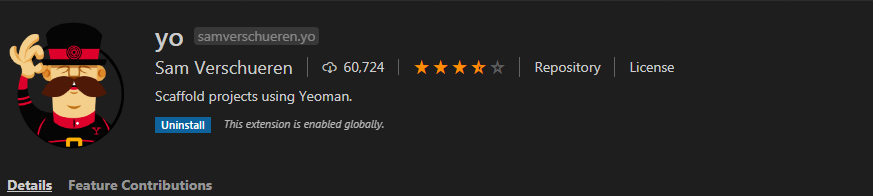 yo samverschueren.yo
Sam Verschueren 60,724 Repository License
Scaffold projects using Yeoman.
Uninstall This extension is enabled globally.
Details Feature Contributions